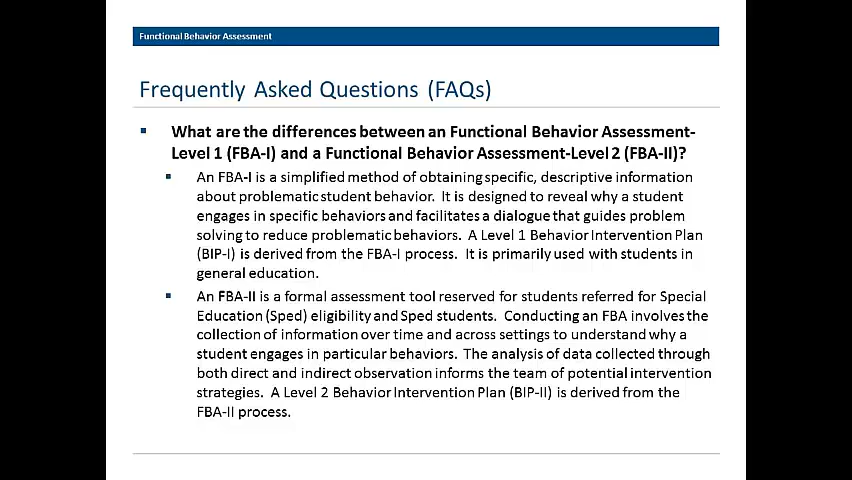 Functional Behavior Assessment
Frequently Asked Questions (FAQs)
What are the differences between an Functional Behavior Assessment-
Level 1 (FBA-I) and a Functional Behavior Assessment-Level 2 (FBA-II)?
An FBA-I is a simplified method of obtaining specific, descriptive information
about problematic student behavior. It is designed to reveal why a student
engages in specific behaviors and facilitates a dialogue that guides problem
solving to reduce problematic behaviors. A Level 1 Behavior Intervention Plan
(BIP-I) is derived from the FBA-I process. It is primarily used with students in
general education.
An FBA-II is a formal assessment tool reserved for students referred for Special
Education (Sped) eligibility and Sped students. Conducting an FBA involves the
collection of information over time and across settings to understand why a
student engages in particular behaviors. The analysis of data collected through
both direct and indirect observation informs the team of potential intervention
strategies. A Level 2 Behavior Intervention Plan (BIP-II) is derived from the
FBA-II process.